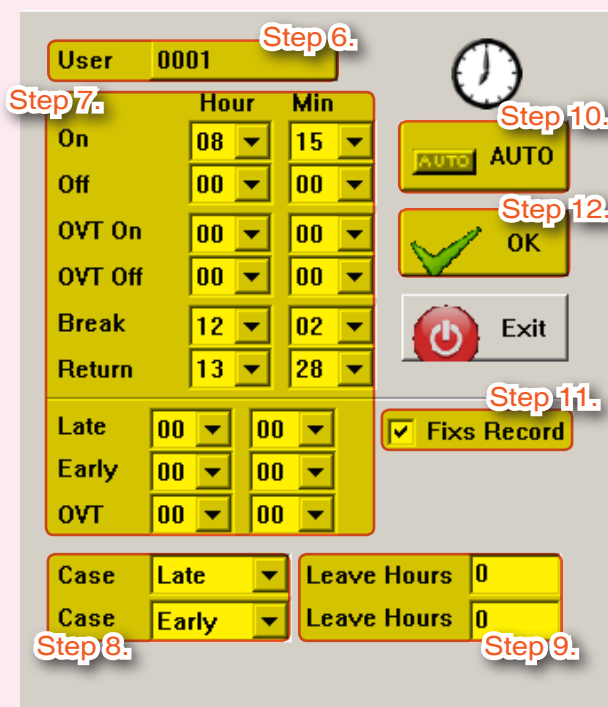 Step 6.
User 0001
Step 7.
Hour Min
Step 10.
On 08 15
AUTO AUTO
Off 00 00
Step 12.
OVT On 00 00
OK
OVT Off 00 00
Break 12 02
Exit
Return 13 28
Step 11.
Late 00 00
Fixs Record
Early 00 00
OVT 00 00
Case Late Leave Hours 0
Case Early Leave Hours 0
Step 8.
Step 9.